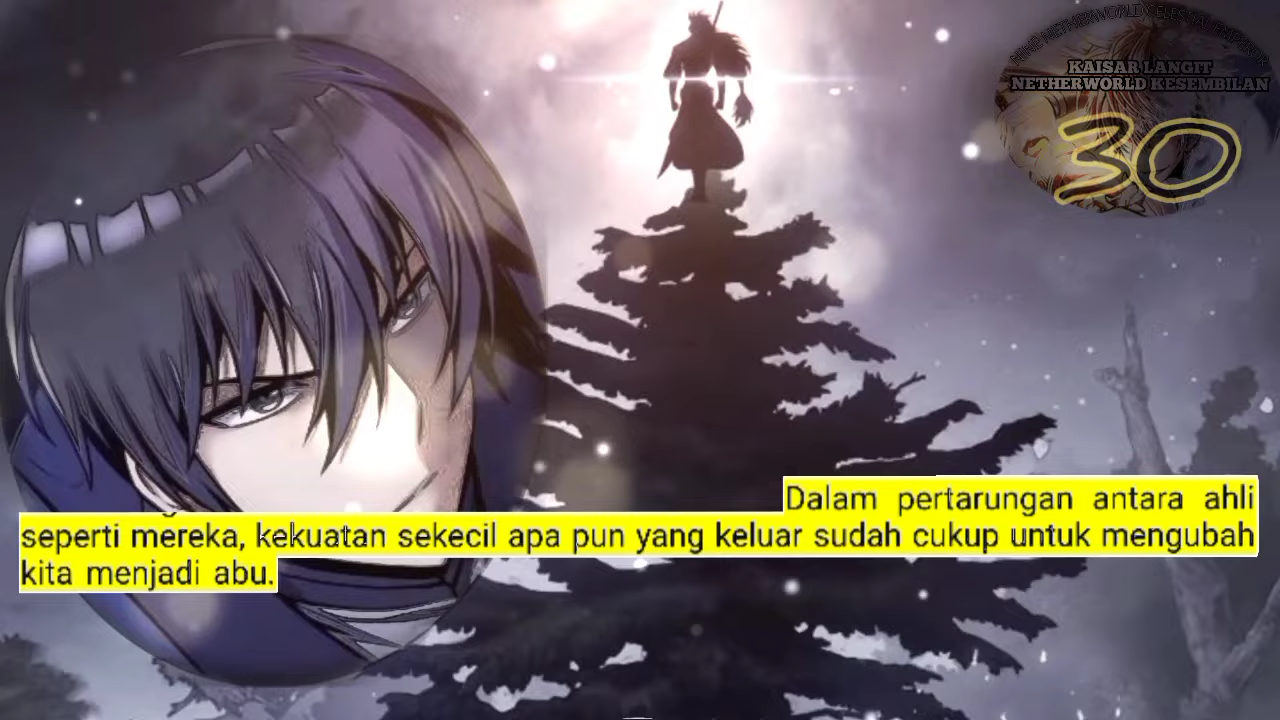 KAISAR LANGIT
NETHERWORLD KESEMBILAN
30
Dalam pertarungan antara ahli
seperti mereka, kekuatan sekecil apa pun yang keluar sudah cukup untuk mengubah
kita menjadi abu.